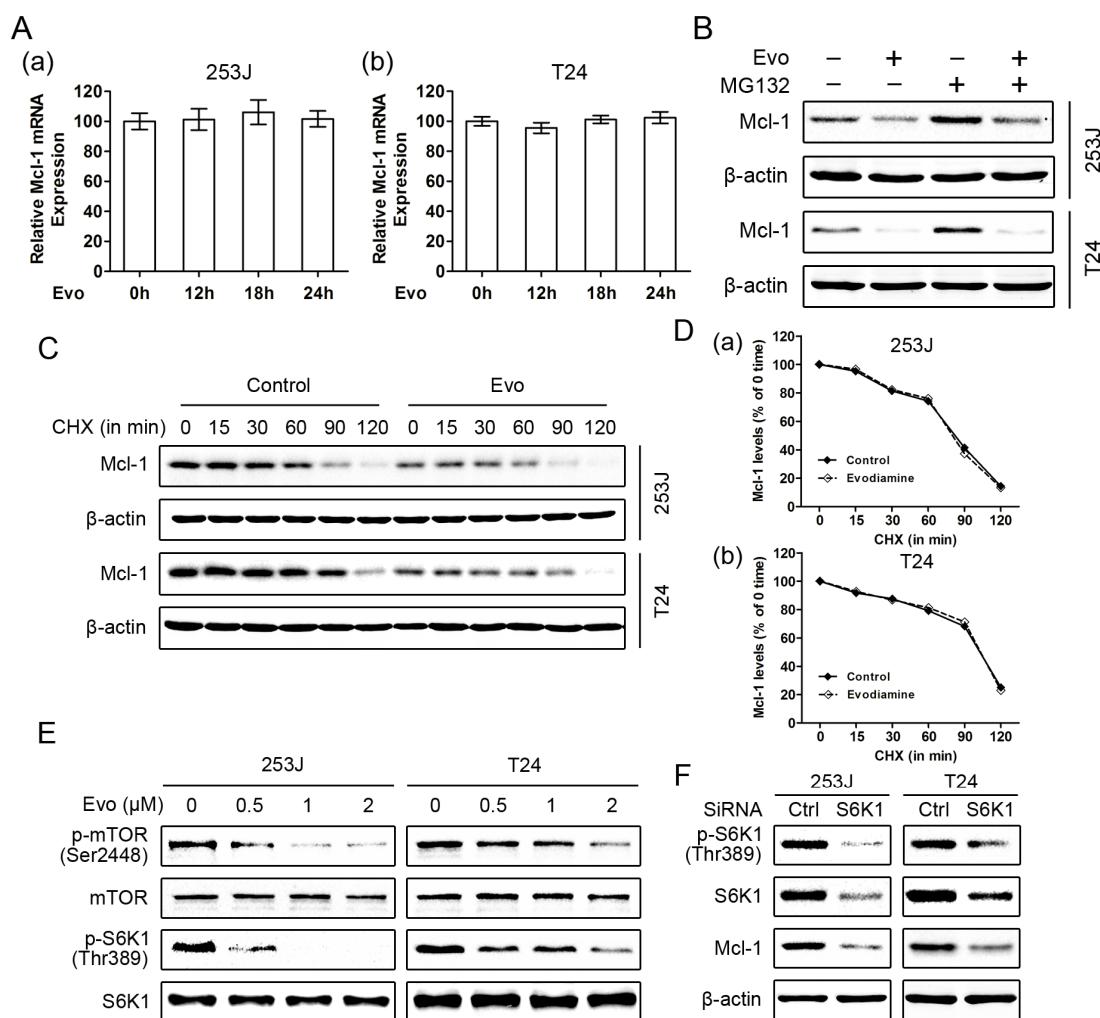 A
(a)
253J
Relative Mcl-1 mRNA
Expression
120
100
80
60
40
20
0
Evo 0h 12h 18h 24h
(b)
T24
Relative Mcl-1 mRNA
Expression
120
100
80
60
40
20
0
Evo 0h 12h 18h 24h
B
Evo − + − +
MG132 − − + +
Mcl-1
β-actin
253J
Mcl-1
β-actin
T24
C
Control Evo
CHX (in min) 0 15 30 60 90 120 0 15 30 60 90 120
Mcl-1
β-actin
253J
Mcl-1
β-actin
T24
D
(a)
253J
Mcl-1 levels (% of 0 time)
120
100
80
60
40
20
0
Control
Evodiamine
0 15 30 60 90 120
CHX (in min)
(b)
T24
Mcl-1 levels (% of 0 time)
120
100
80
60
40
20
0
Control
Evodiamine
0 15 30 60 90 120
CHX (in min)
E
253J T24
Evo (μM) 0 0.5 1 2 0 0.5 1 2
p-mTOR
(Ser2448)
mTOR
p-S6K1
(Thr389)
S6K1
F
253J T24
SiRNA Ctrl S6K1 Ctrl S6K1
p-S6K1
(Thr389)
S6K1
Mcl-1
β-actin